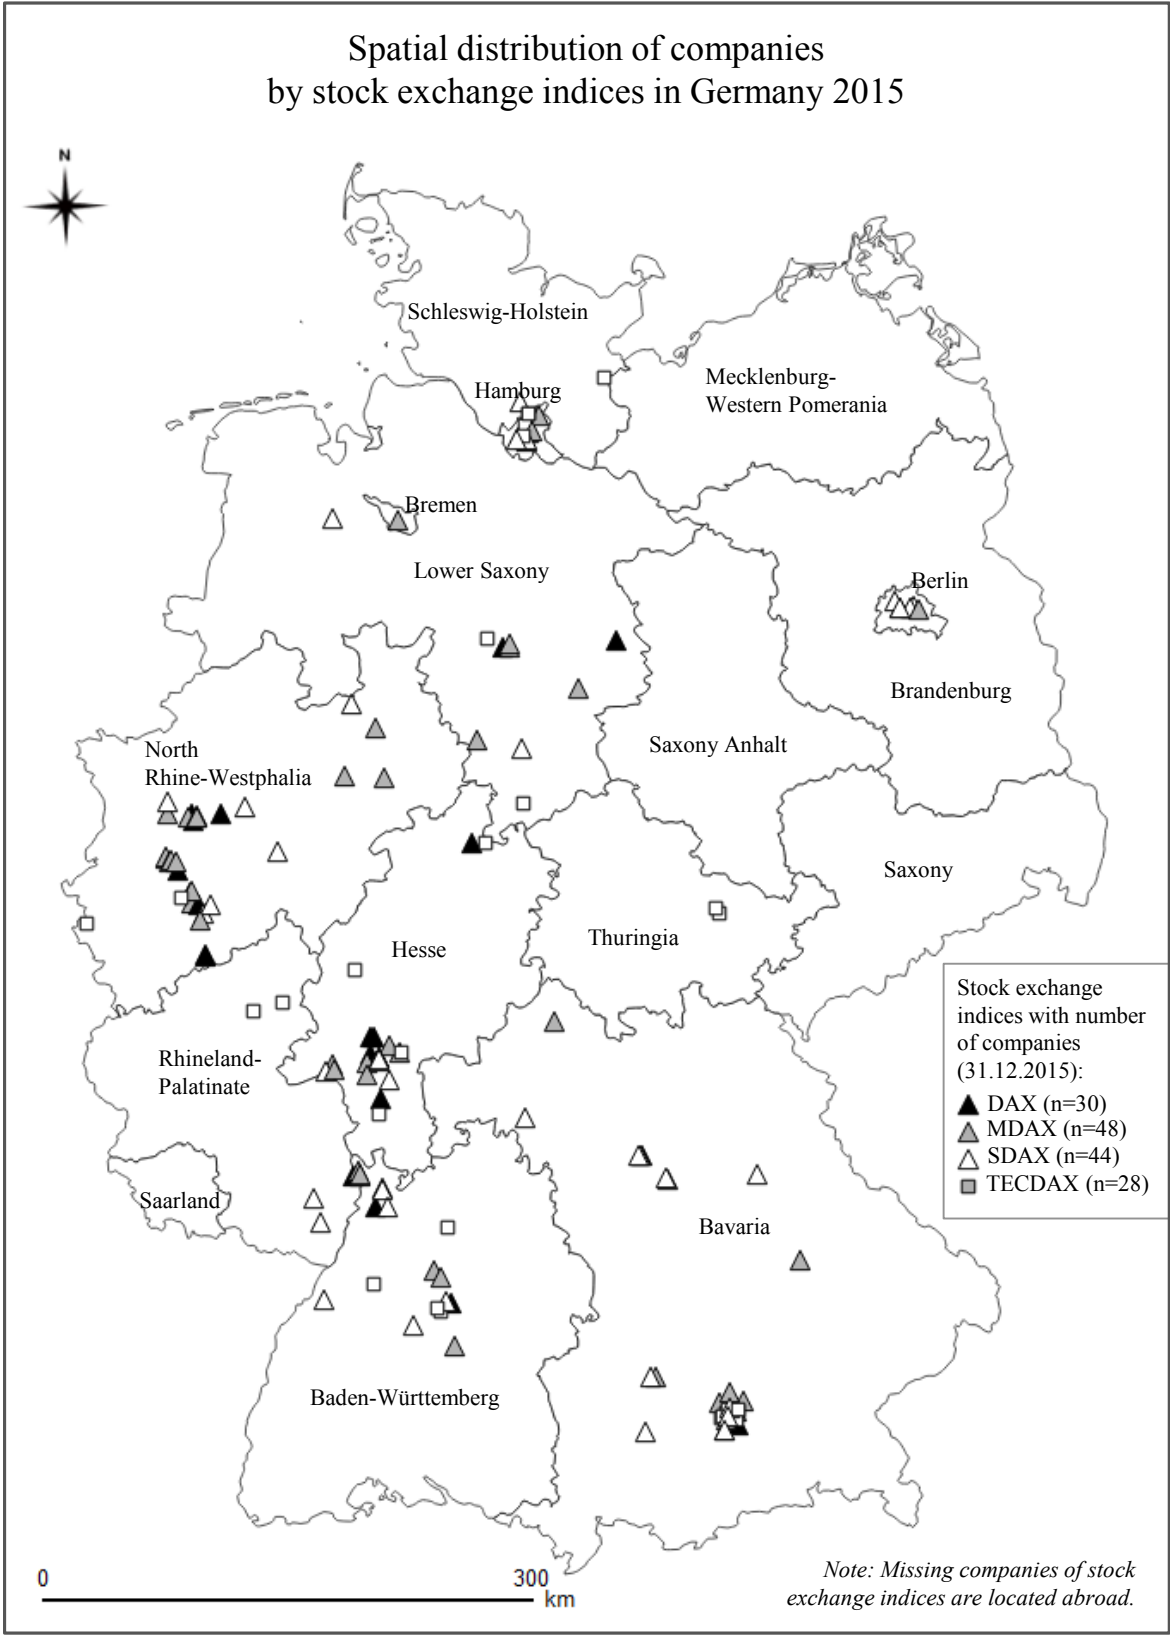 Spatial distribution of companies
by stock exchange indices in Germany 2015
N
Schleswig-Holstein
Hamburg
Mecklenburg-
Western Pomerania
Bremen
Lower Saxony
Berlin
Brandenburg
North
Rhine-Westphalia
Saxony Anhalt
Saxony
Thuringia
Hesse
Rhineland-
Palatinate
Saarland
Bavaria
Baden-Württemberg
Stock exchange
indices with number
of companies
(31.12.2015):
DAX (n=30)
MDAX (n=48)
SDAX (n=44)
TECDAX (n=28)
0 300
km
Note: Missing companies of stock
exchange indices are located abroad.